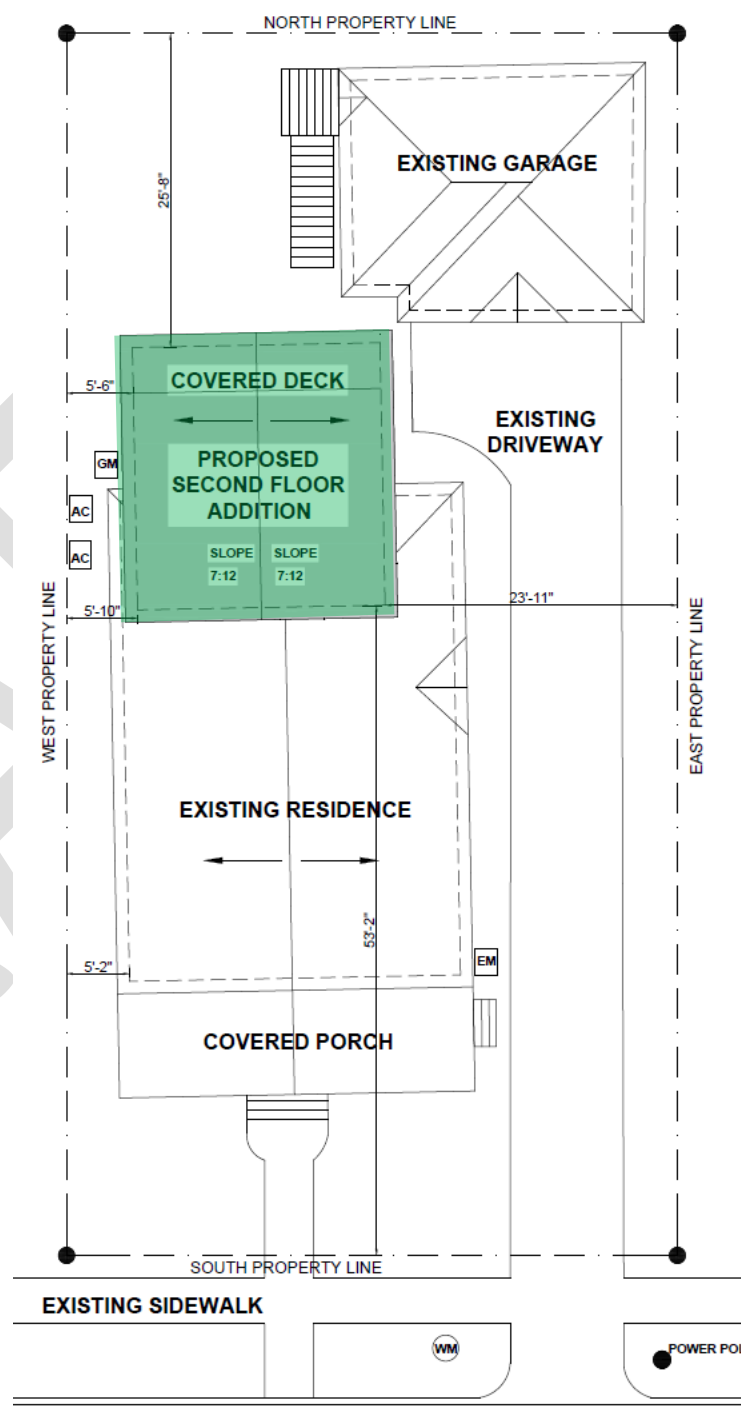 NORTH PROPERTY LINE
25'-8"
EXISTING GARAGE
COVERED DECK
5'-6"
EXISTING
DRIVEWAY
GM
PROPOSED
SECOND FLOOR
ADDITION
AC
AC
SLOPE
SLOPE
7:12
7:12
5'-10"
23'-11"
WEST PROPERTY LINE
EAST PROPERTY LINE
EXISTING RESIDENCE
53'-2"
5'-2"
EM
COVERED PORCH
SOUTH PROPERTY LINE
EXISTING SIDEWALK
WM
POWER POL